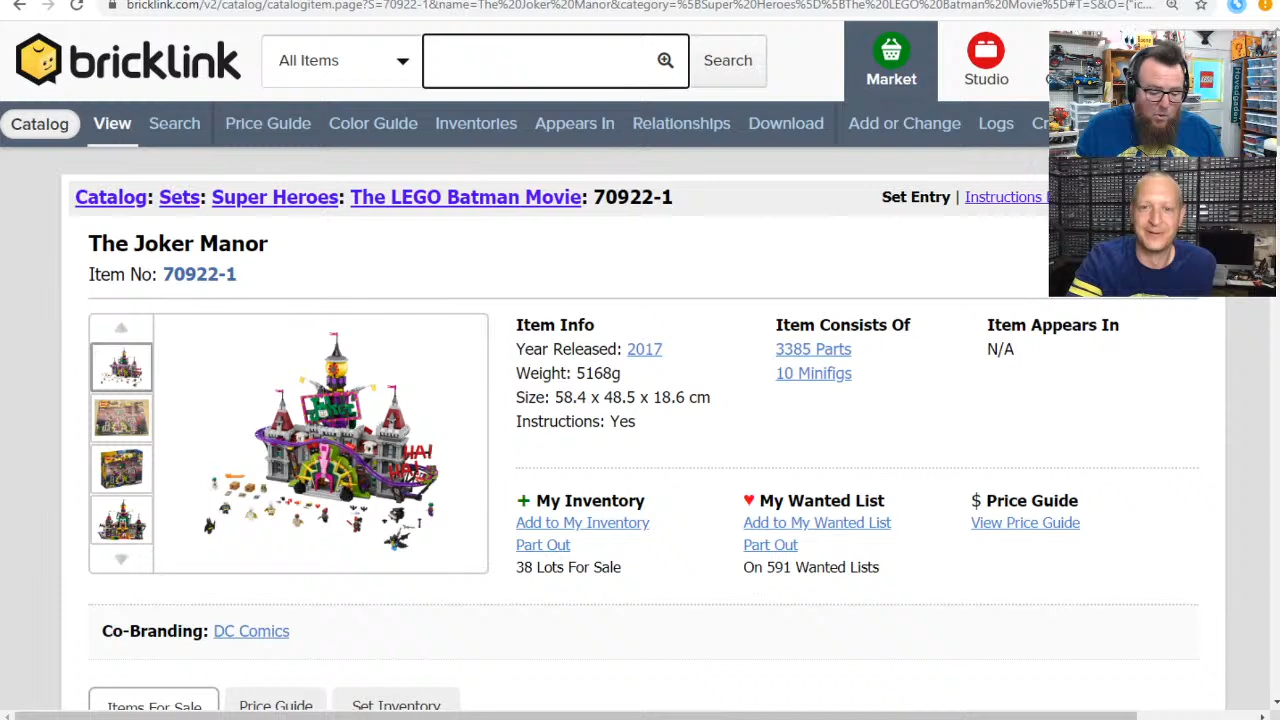 bricklink.com/v2/catalog/catalogitem.page?S=70922-1&name=The%20Joker%20Manor&category=%5BSuper%20Heroes%5D%5BThe%20LEGO%20Batman%20Movie%5D#T=S&O={"ic...
bricklink
All Items
Search
Market
Studio
Catalog
View
Search
Price Guide
Color Guide
Inventories
Appears In
Relationships
Download
Add or Change
Logs
Catalog: Sets: Super Heroes: The LEGO Batman Movie: 70922-1
Set Entry | Instructions
The Joker Manor
Item No: 70922-1
Item Info
Year Released: 2017
Weight: 5168g
Size: 58.4 x 48.5 x 18.6 cm
Instructions: Yes
Item Consists Of
3385 Parts
10 Minifigs
Item Appears In
N/A
+ My Inventory
Add to My Inventory
Part Out
38 Lots For Sale
♥ My Wanted List
Add to My Wanted List
Part Out
On 591 Wanted Lists
$ Price Guide
View Price Guide
HA!
HA!
Co-Branding: DC Comics
Items For Sale
Price Guide
Set Inventory
LEGO